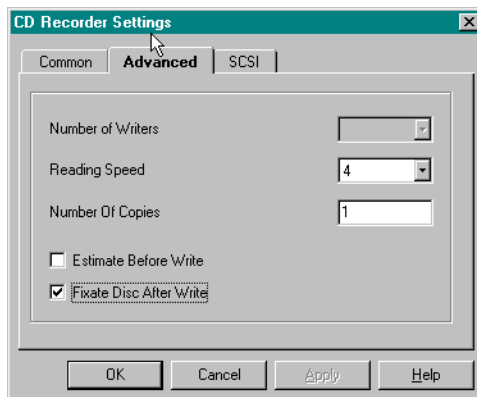 CD Recorder Settings
Common Advanced SCSI
Number of Writers
Reading Speed 4
Number Of Copies 1
Estimate Before Write
Fixate Disc After Write
OK Cancel Apply Help